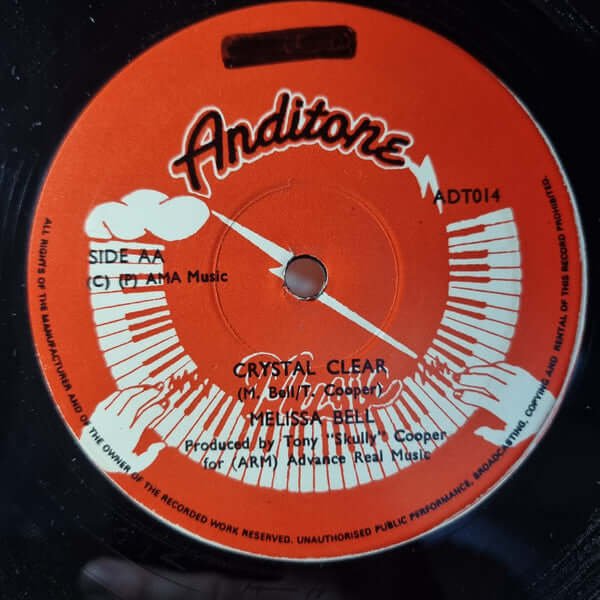 Anditone
ADT014
SIDE AA
(C) (P) AMA Music
Music
CRYSTAL CLEAR
(M. Bell/T. Cooper)
MELISSA BELL
Produced by Tony "Skully" Cooper
for (ARM) Advance Real Music
ALL RIGHTS OF THE MANUFACTURER AND OF THE OWNER OF THE RECORDED WORK RESERVED. UNAUTHORISED PUBLIC PERFORMANCE, BROADCASTING, COPYING AND RENTAL OF THIS RECORD PROHIBITED.